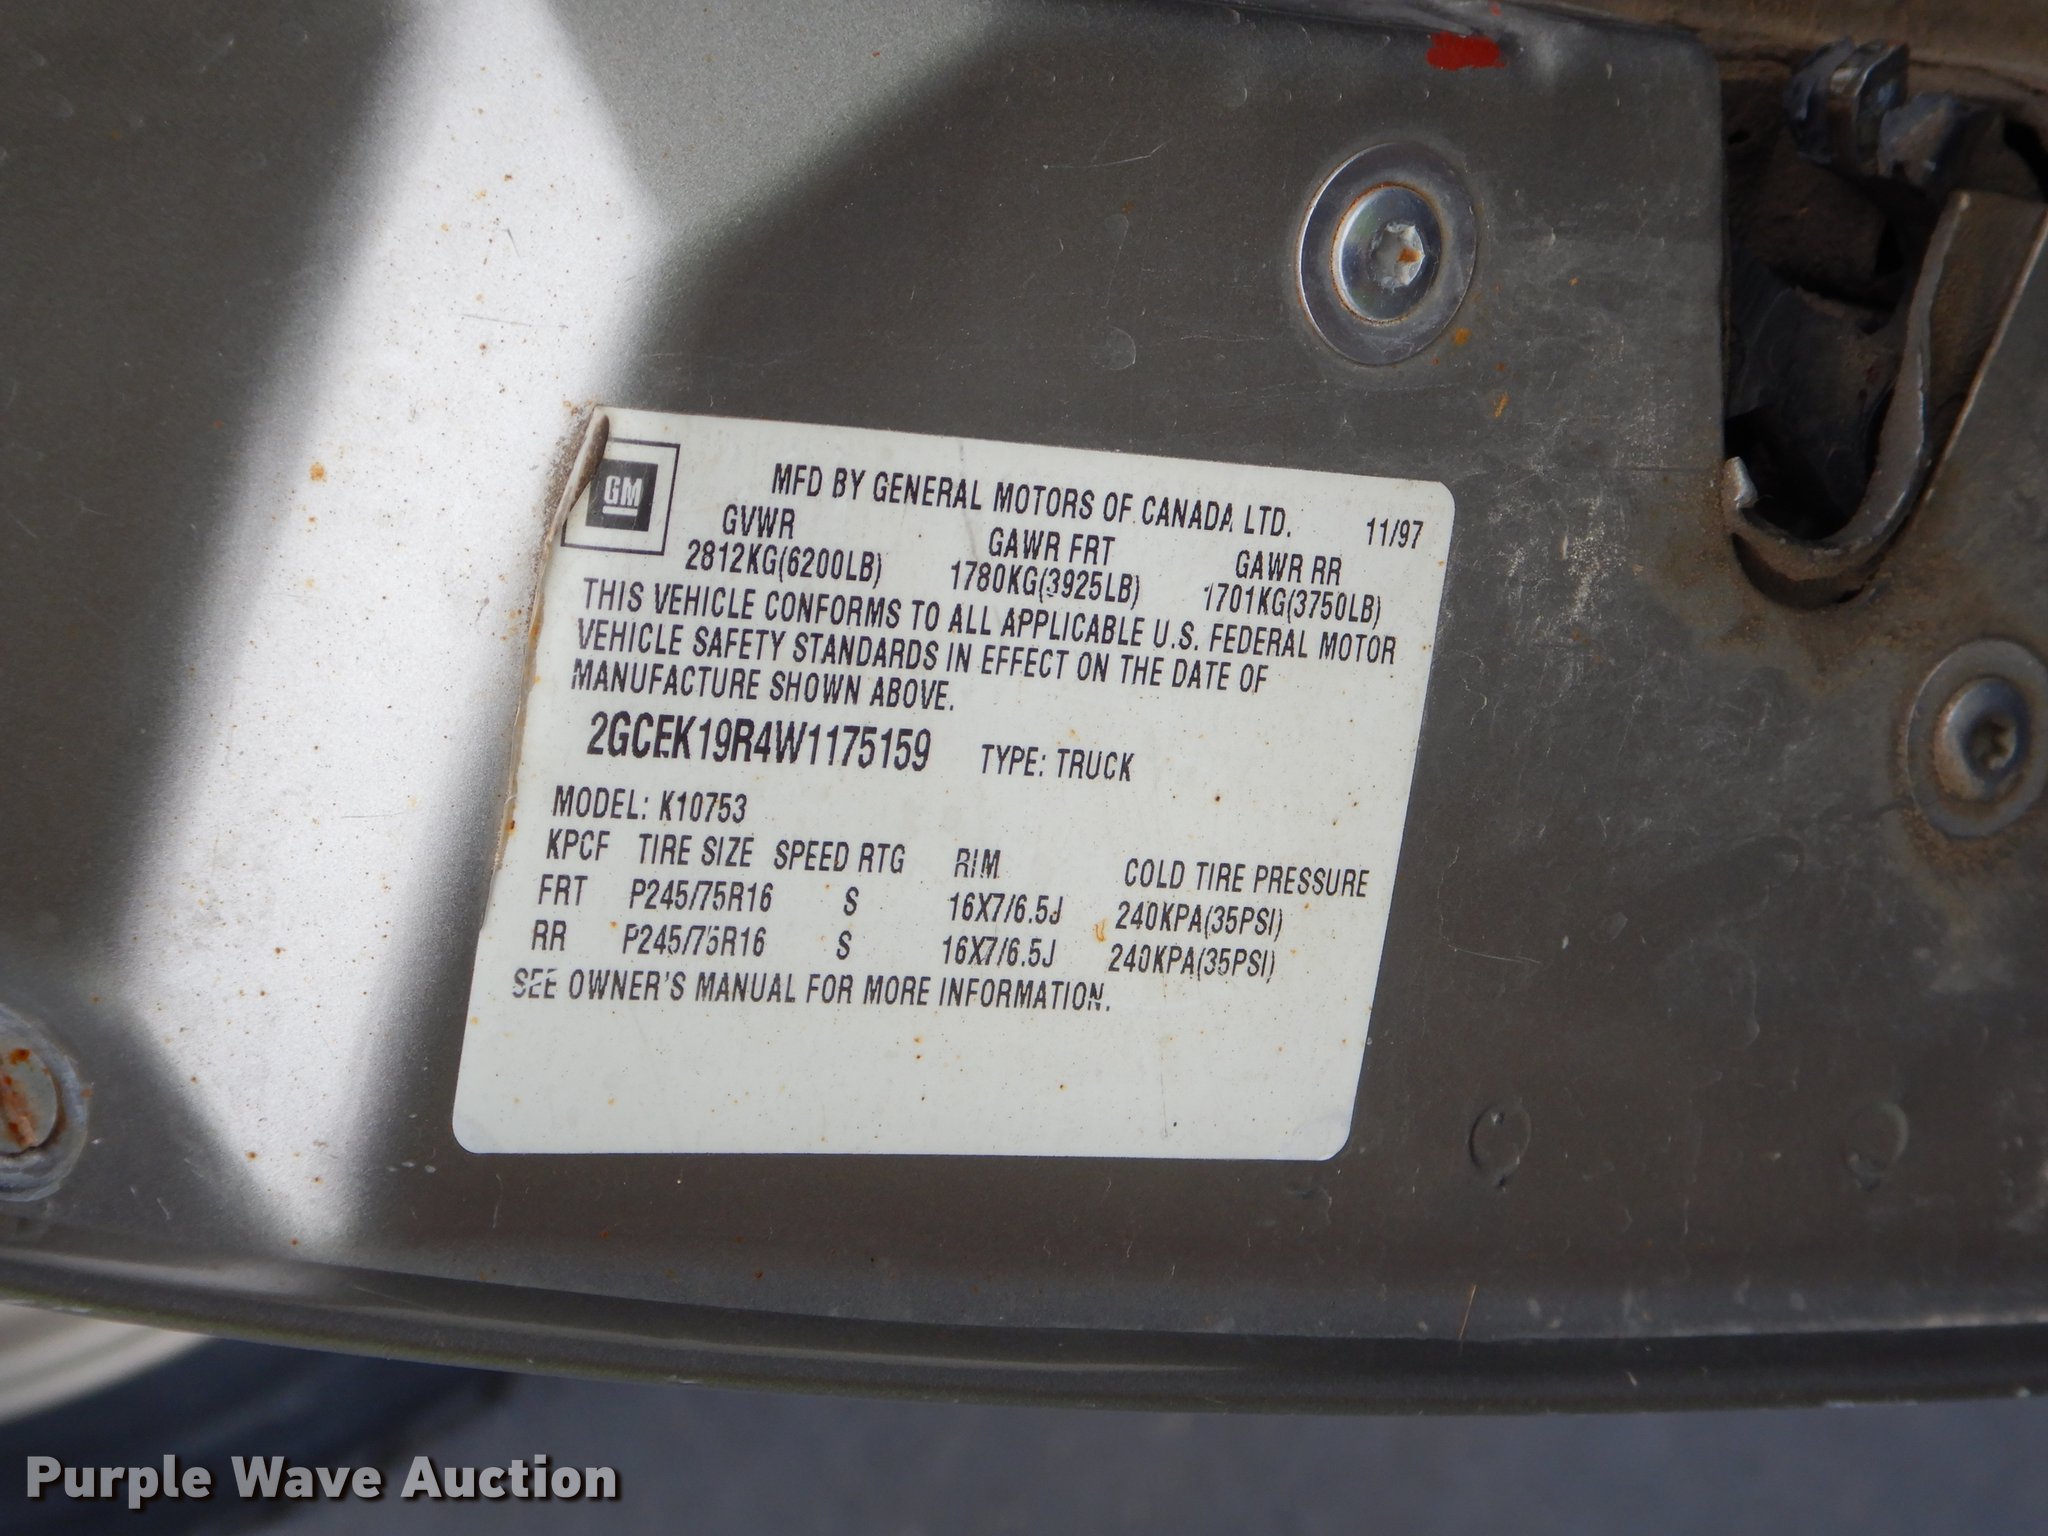 GM
MFD BY GENERAL MOTORS OF CANADA LTD. 11/97
GVWR GAWR FRT GAWR RR
2812KG(6200LB) 1780KG(3925LB) 1701KG(3750LB)
THIS VEHICLE CONFORMS TO ALL APPLICABLE U.S. FEDERAL MOTOR
VEHICLE SAFETY STANDARDS IN EFFECT ON THE DATE OF
MANUFACTURE SHOWN ABOVE.
2GCEK19R4W1175159 TYPE: TRUCK
MODEL: K10753
KPCF TIRE SIZE SPEED RTG RIM COLD TIRE PRESSURE
FRT P245/75R16 S 16X7/6.5J 240KPA(35PSI)
RR P245/75R16 S 16X7/6.5J 240KPA(35PSI)
SEE OWNER'S MANUAL FOR MORE INFORMATION.
Purple Wave Auction